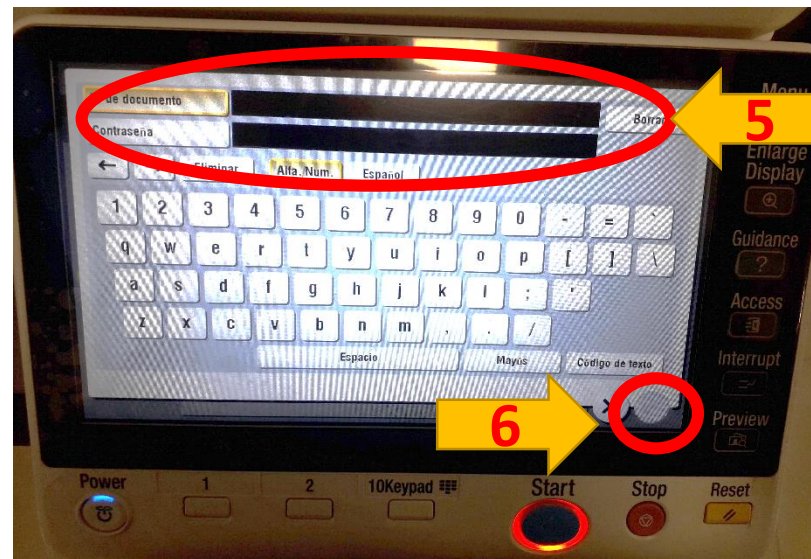 de documento
Contraseña
Borrar
5
Menu
← → Eliminar Alfa. Núm. Español
Enlarge
Display
1 2 3 4 5 6 7 8 9 0 - = `
Guidance
?
q w e r t y u i o p [ ] \
a s d f g h j k l ; '
Access
z x c v b n m , . /
Espacio Mayús Código de texto
Interrupt
6
X
Preview
Power 1 2 10Keypad Start Stop Reset